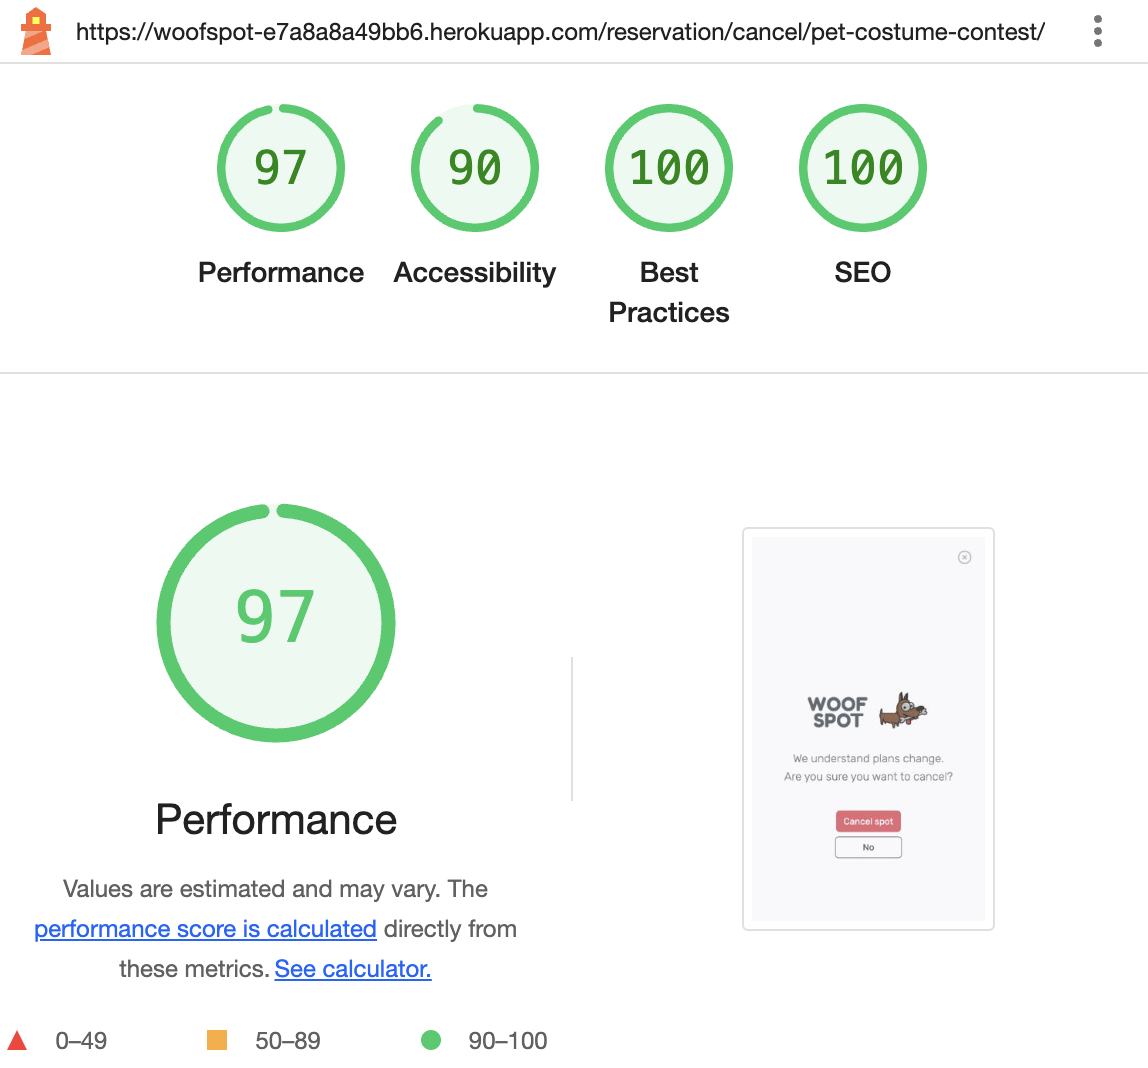 https://woofspot-e7a8a8a49bb6.herokuapp.com/reservation/cancel/pet-costume-contest/
97
90
100
100
Performance
Accessibility
Best
Practices
SEO
97
Performance
Values are estimated and may vary. The
performance score is calculated directly from
these metrics. See calculator.
0–49
50–89
90–100
WOOF
SPOT
We understand plans change.
Are you sure you want to cancel?
Cancel spot
No